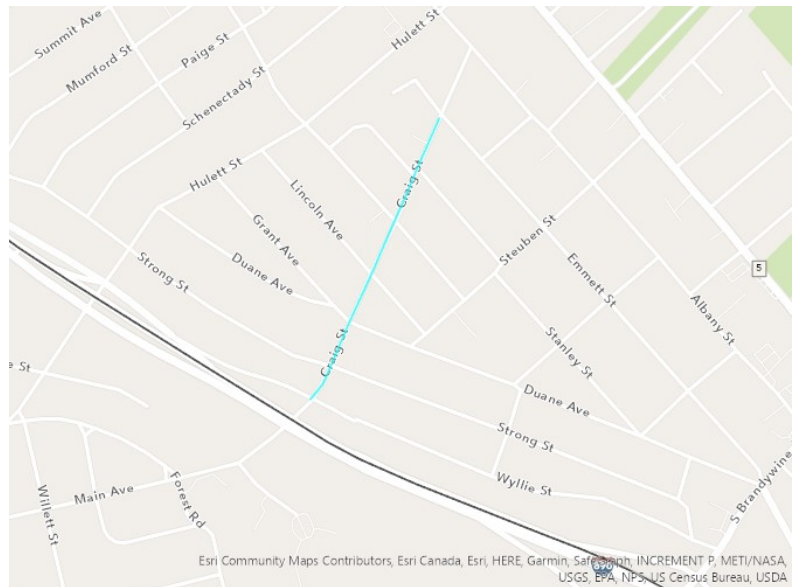 Summit Ave
Mumford St
Paige St
Schenectady St
Hulett St
Hulett St
Craig St
Lincoln Ave
Grant Ave
Duane Ave
Strong St
Steuben St
Emmett St
5
Albany St
Stanley St
Craig St
Duane Ave
Strong St
Wyllie St
S Brandywine
e St
Willett St
Main Ave
Forest Rd
890
Esri Community Maps Contributors, Esri Canada, Esri, HERE, Garmin, SafeGraph, INCREMENT P, METI/NASA,
USGS, EPA, NPS, US Census Bureau, USDA